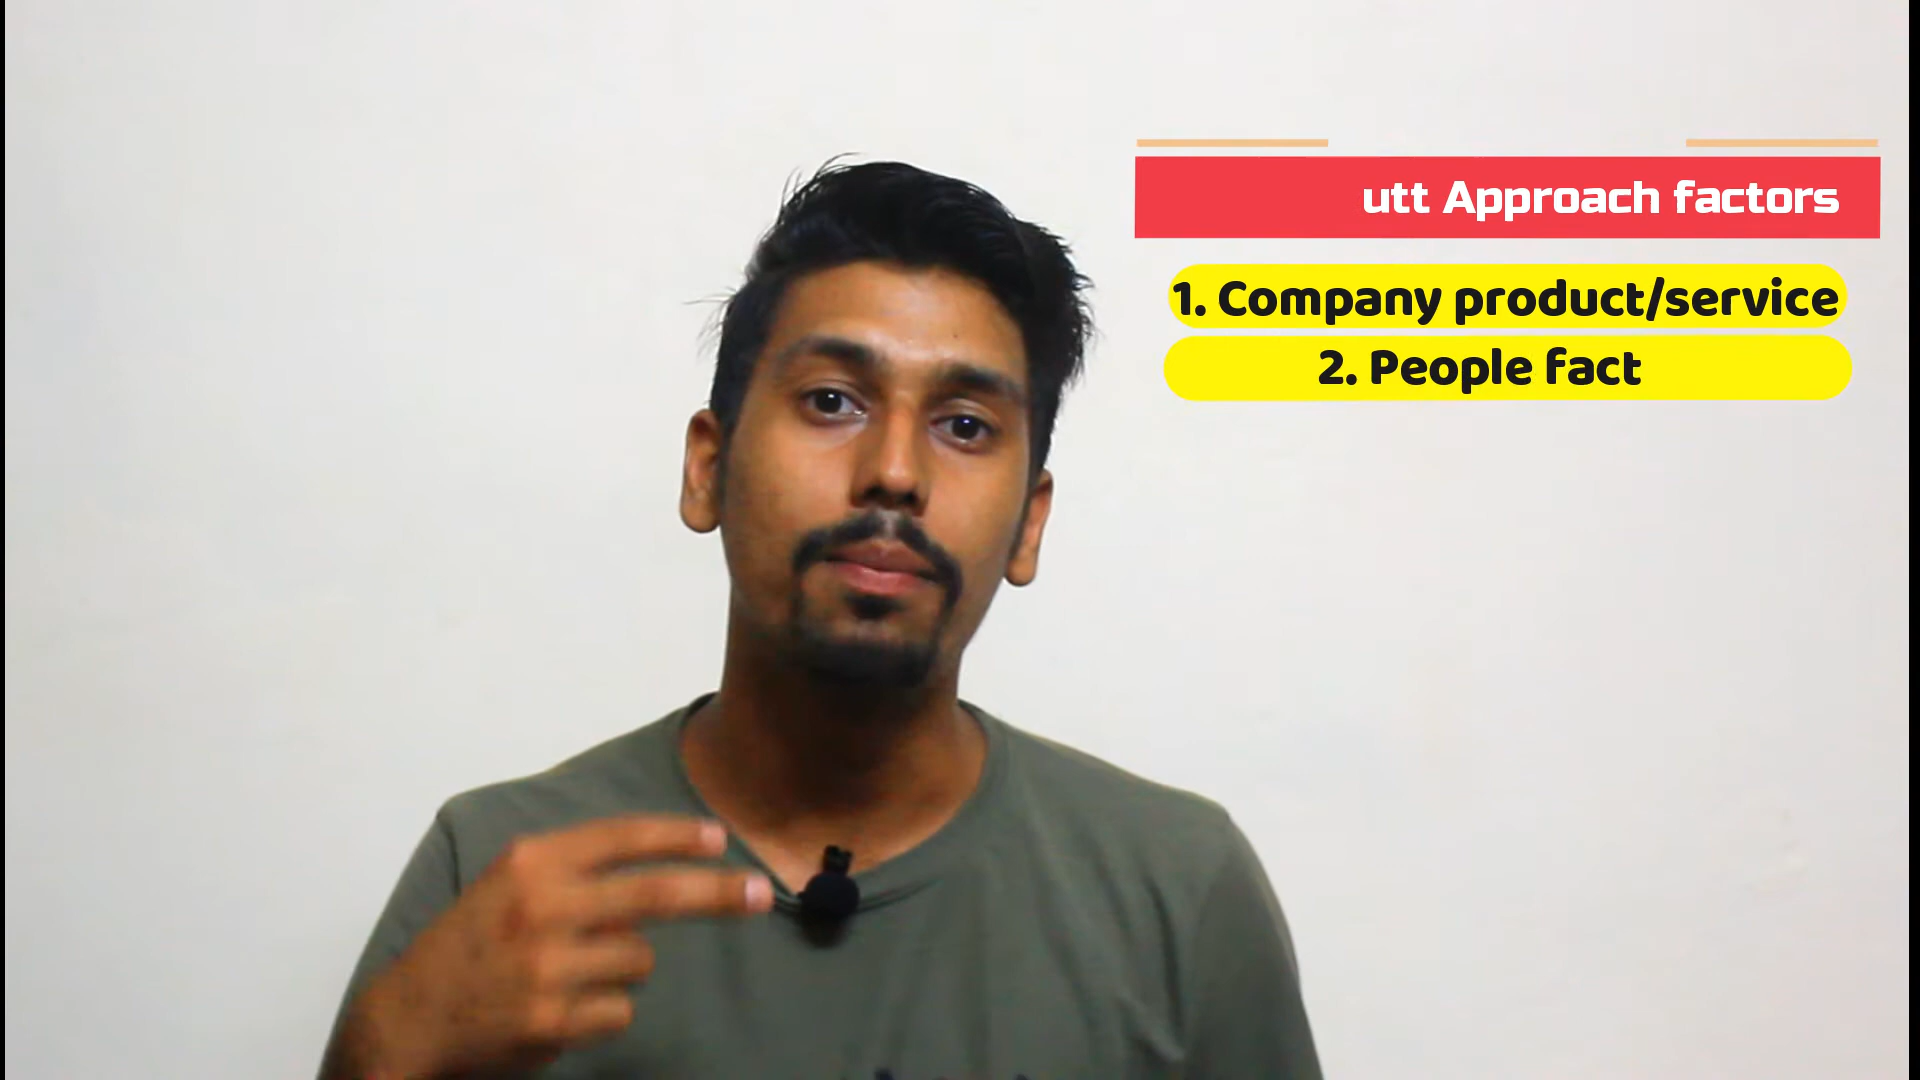 utt Approach factors
1. Company product/service
2. People fact